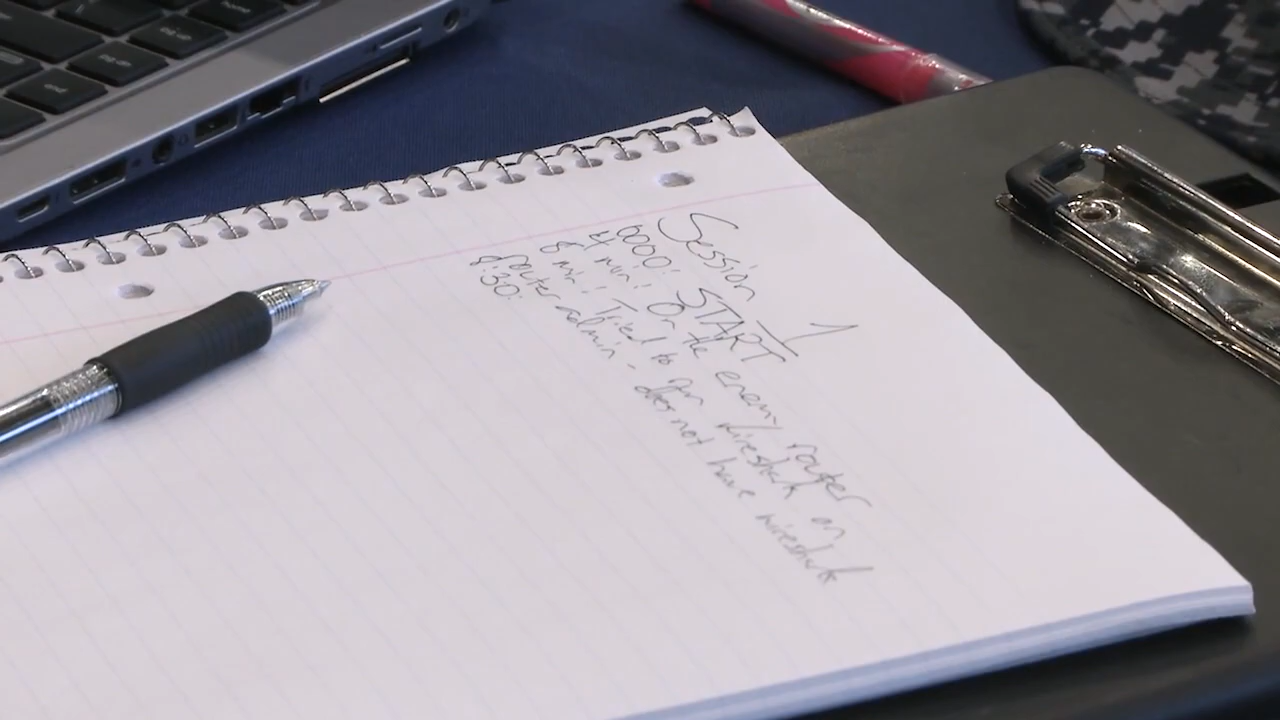 Session 1
0000: START
4 min: On the enemy router
8 min: Tried to run wireshark on
router admin - does not have wireshark
8:30: